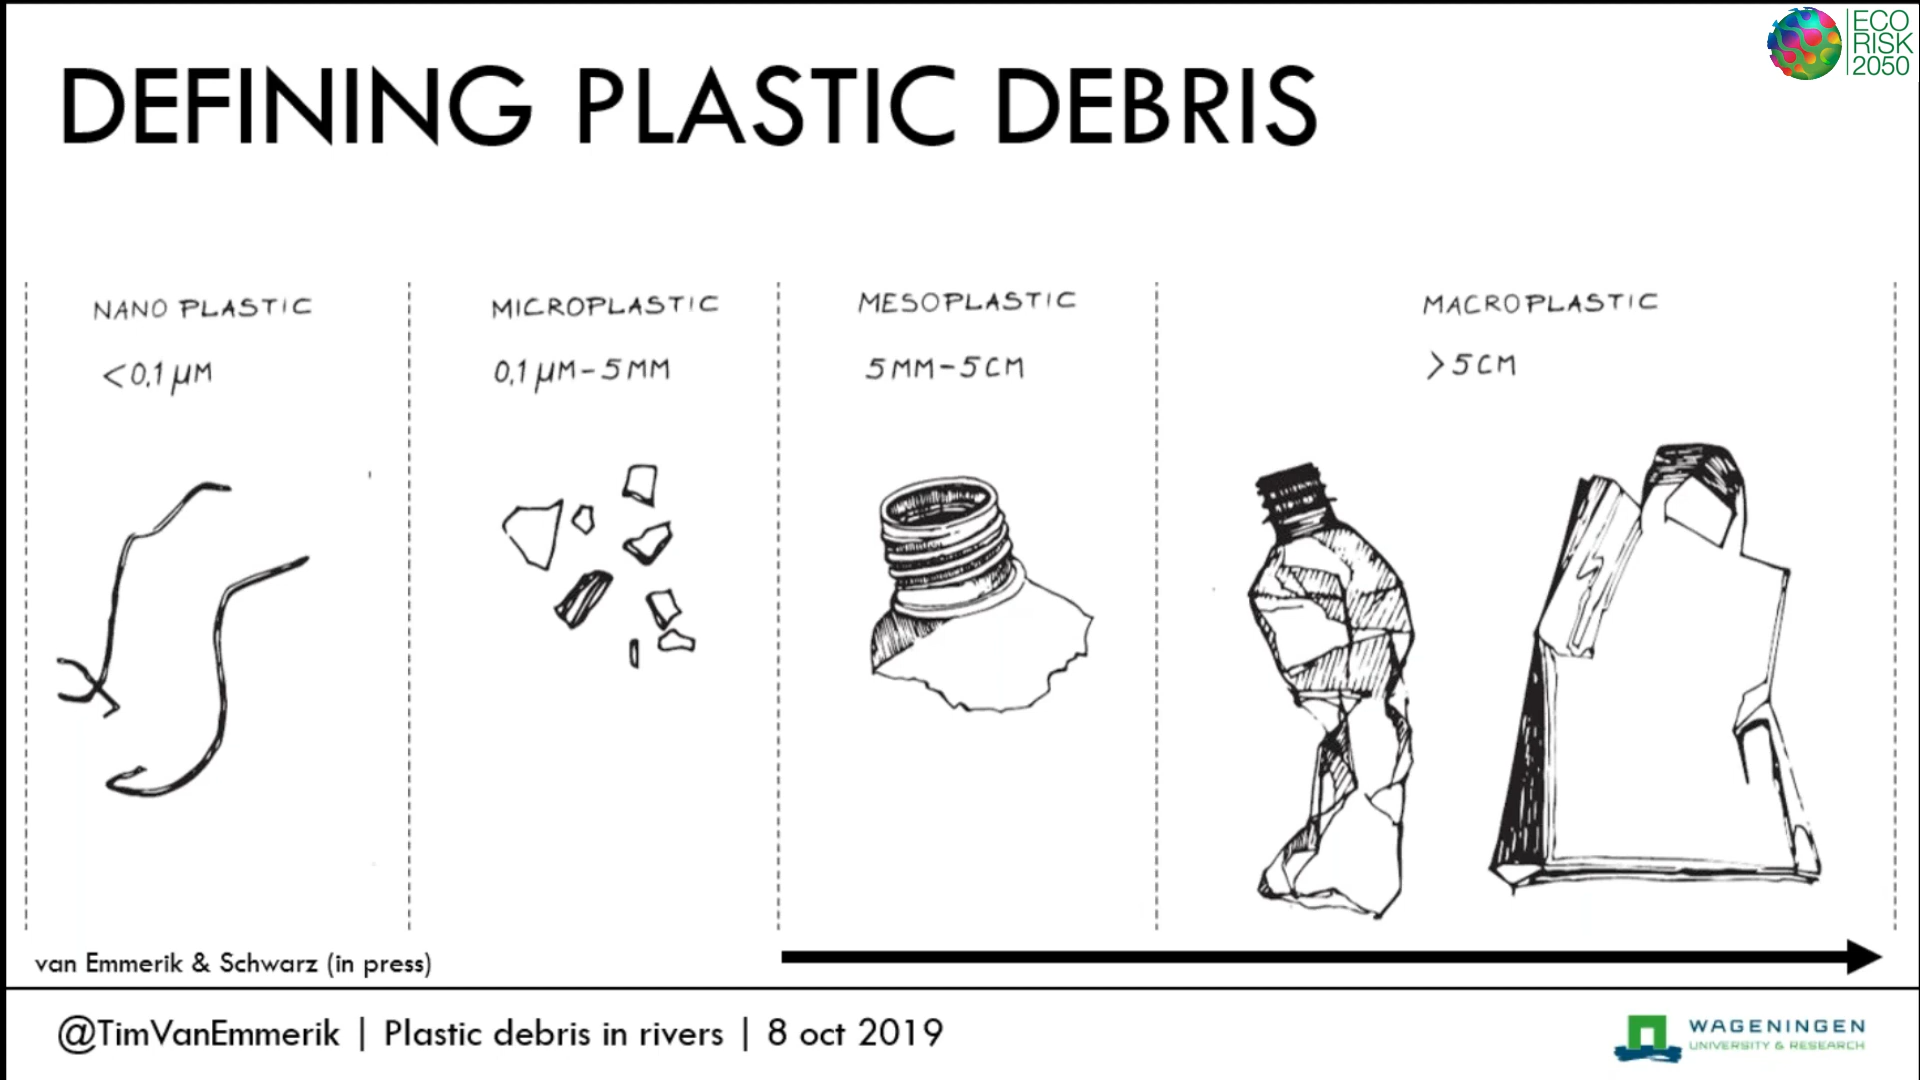 ECO
RISK
2050
DEFINING PLASTIC DEBRIS
NANO PLASTIC
<0,1 µM
MICROPLASTIC
0,1 µM-5MM
MESOPLASTIC
5MM-5CM
MACROPLASTIC
>5CM
van Emmerik & Schwarz (in press)
@TimVanEmmerik | Plastic debris in rivers | 8 oct 2019
WAGENINGEN
UNIVERSITY & RESEARCH